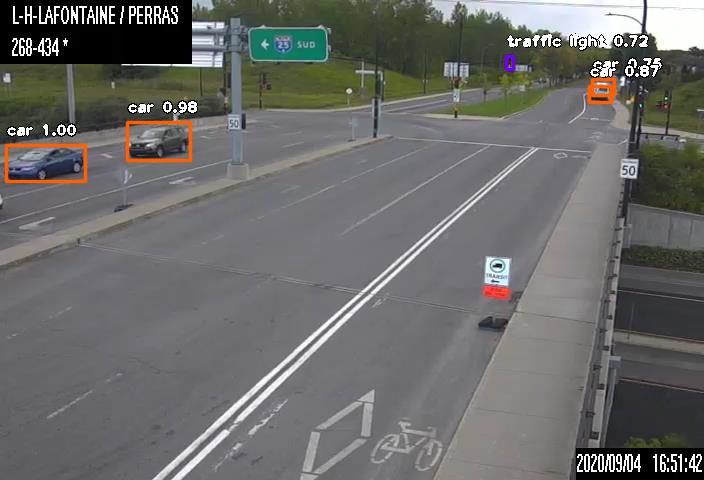 L-H-LAFONTAINE / PERRAS
268-434 *
25 SUD
traffic light 0.72
car 0.75
car 0.87
car 0.98
car 1.00
50
50
TRANSIT
2020/09/04 16:51:42